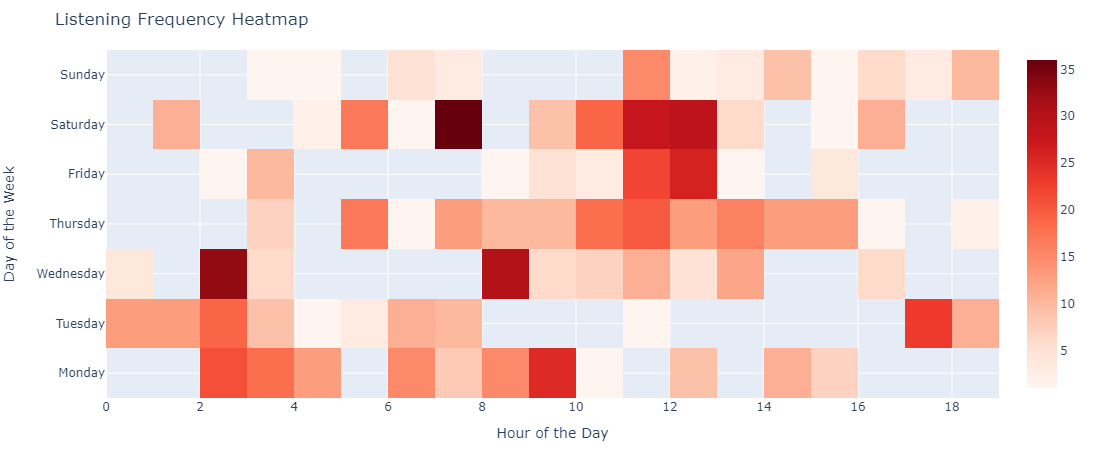 Listening Frequency Heatmap
Sunday
Saturday
Friday
Thursday
Wednesday
Tuesday
Monday
Day of the Week
0 2 4 6 8 10 12 14 16 18
Hour of the Day
35
30
25
20
15
10
5